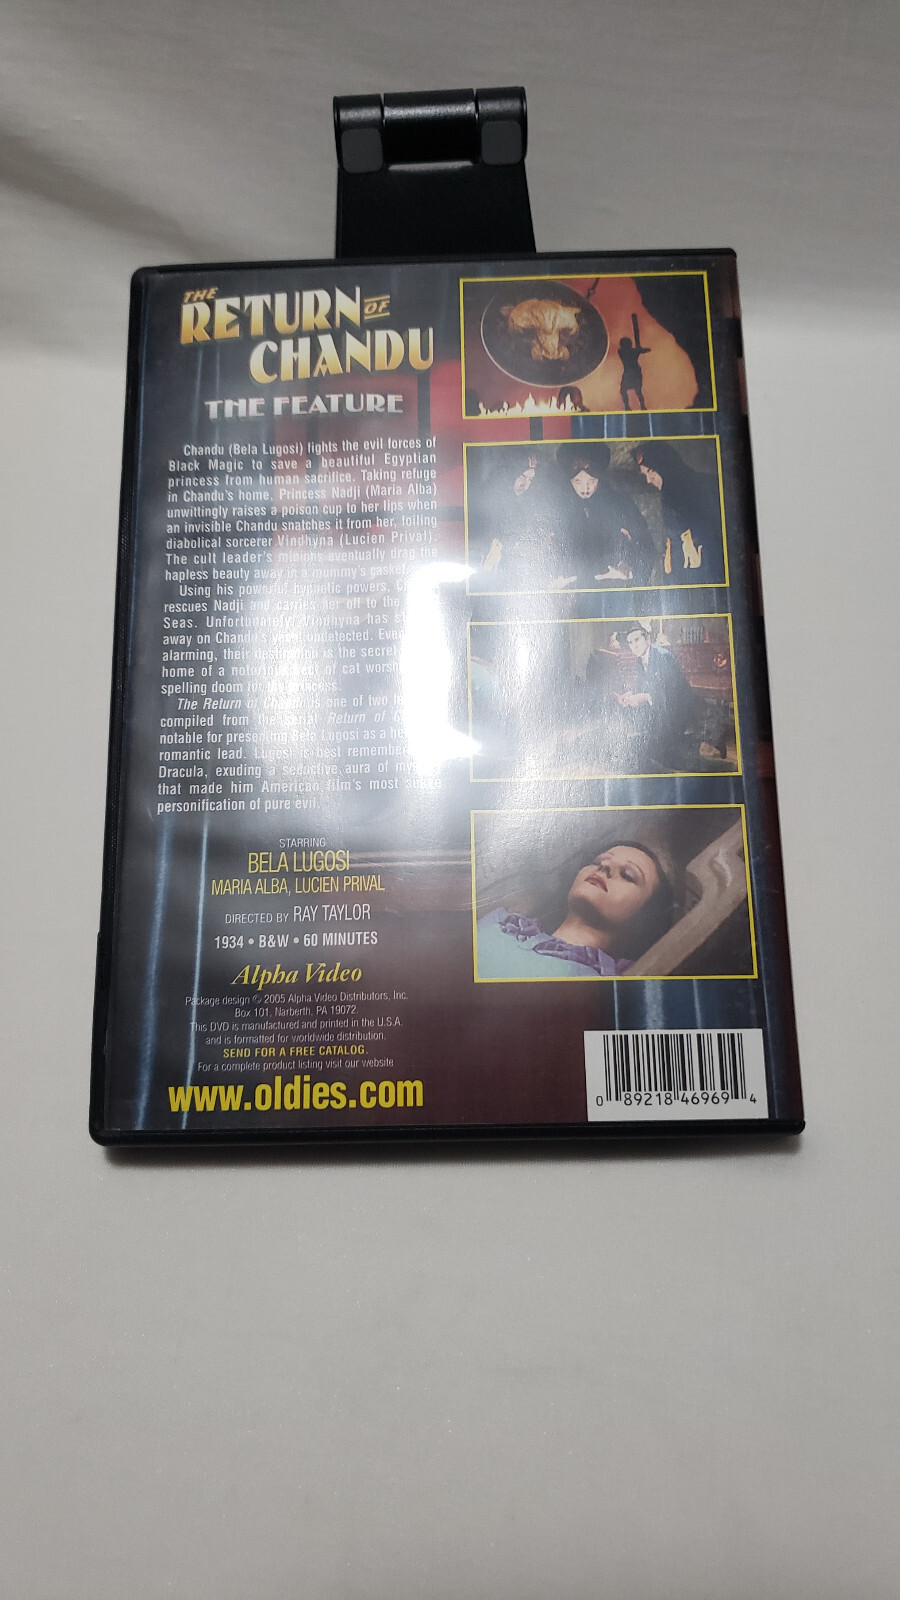 THE
RETURN OF
CHANDU
THE FEATURE
Chandu (Bela Lugosi) fights the evil forces of
Black Magic to save a beautiful Egyptian
princess from human sacrifice. Taking refuge
in Chandu's home, Princess Nadji (Maria Alba)
unwittingly raises a poison cup to her lips when
an invisible Chandu snatches it from her, foiling
diabolical sorcerer Vindhyna (Lucien Prival).
The cult leader's minions eventually drag the
hapless beauty away in a mummy's casket.
Using his powerful hypnotic powers,
rescues Nadji and carries her off to the
Seas. Unfortunately, Vindhyna has
away on Chandu's yacht undetected.
alarming, their destination is the secret
home of a notorious sect of cat
spelling doom for the princess.
The Return of Chandu is one of two
compiled from the serial Return of
notable for presenting Bela Lugosi as a
romantic lead. Lugosi is best
Dracula, exuding a seductive aura of
that made him American film's most
personification of pure evil.
STARRING
BELA LUGOSI
MARIA ALBA, LUCIEN PRIVAL
DIRECTED BY RAY TAYLOR
1934 • B&W • 60 MINUTES
Alpha Video
Package design © 2005 Alpha Video Distributors, Inc.
Box 101, Narberth, PA 19072.
This DVD is manufactured and printed in the U.S.A.
and is formatted for worldwide distribution.
SEND FOR A FREE CATALOG.
For a complete product listing visit our website
www.oldies.com
0 89218 46969 4